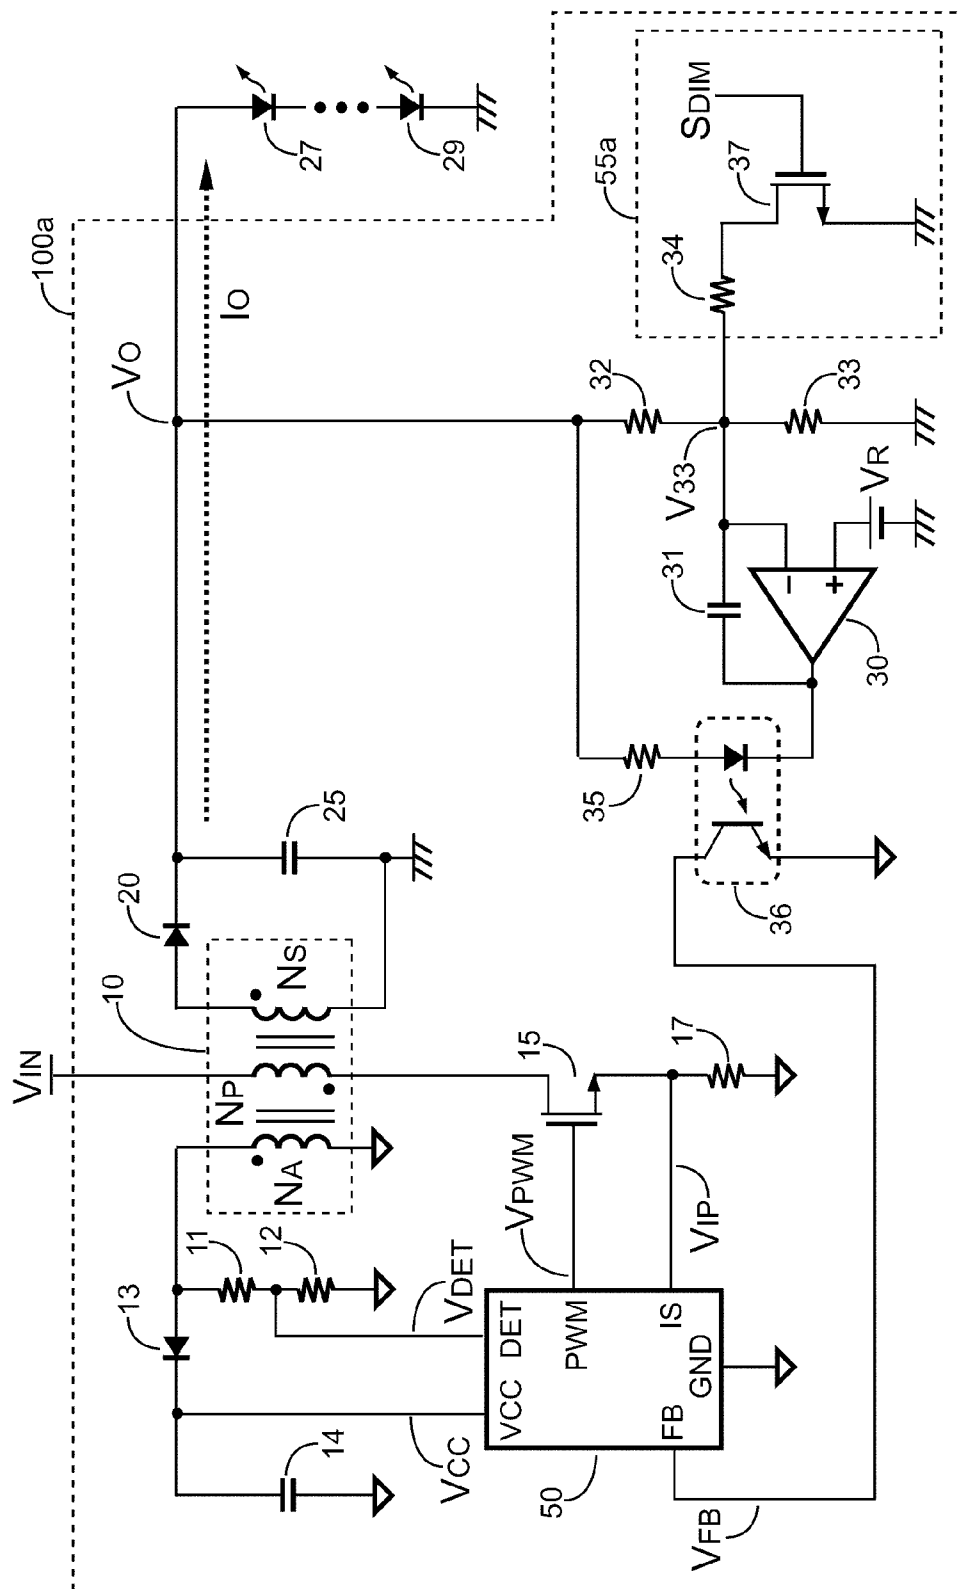 100a
VO
IO
27
29
55a
SDIM
37
34
32
33
V33
VR
31
30
35
36
25
20
10
NS
VIN
NP
NA
15
17
VPWM
VIP
11
12
13
VDET
14
VCC
VCC
DET
PWM
IS
FB
GND
50
VFB